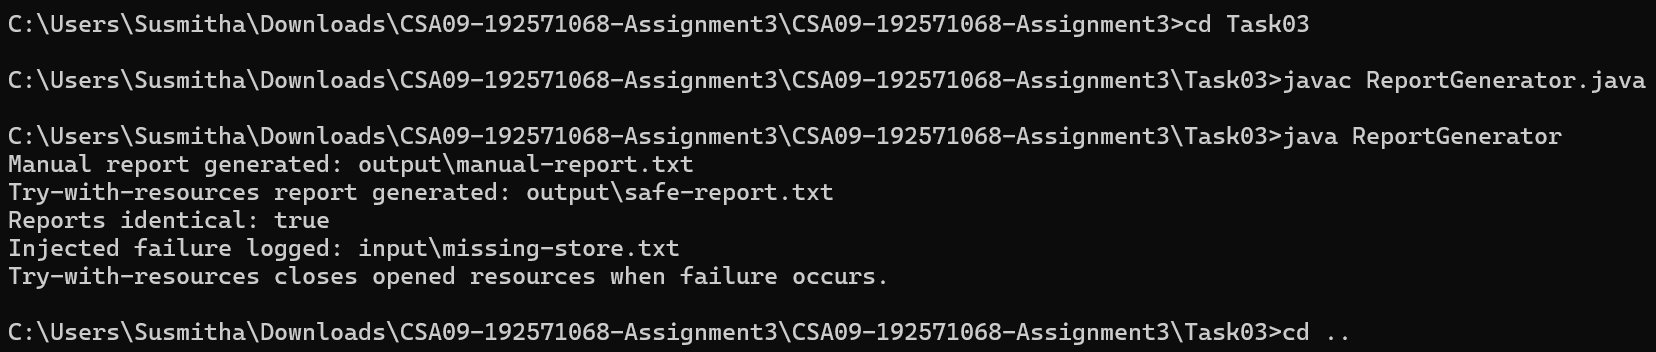 C:\Users\Susmitha\Downloads\CSA09-192571068-Assignment3\CSA09-192571068-Assignment3>cd Task03
C:\Users\Susmitha\Downloads\CSA09-192571068-Assignment3\CSA09-192571068-Assignment3\Task03>javac ReportGenerator.java
C:\Users\Susmitha\Downloads\CSA09-192571068-Assignment3\CSA09-192571068-Assignment3\Task03>java ReportGenerator
Manual report generated: output\manual-report.txt
Try-with-resources report generated: output\safe-report.txt
Reports identical: true
Injected failure logged: input\missing-store.txt
Try-with-resources closes opened resources when failure occurs.
C:\Users\Susmitha\Downloads\CSA09-192571068-Assignment3\CSA09-192571068-Assignment3\Task03>cd ..